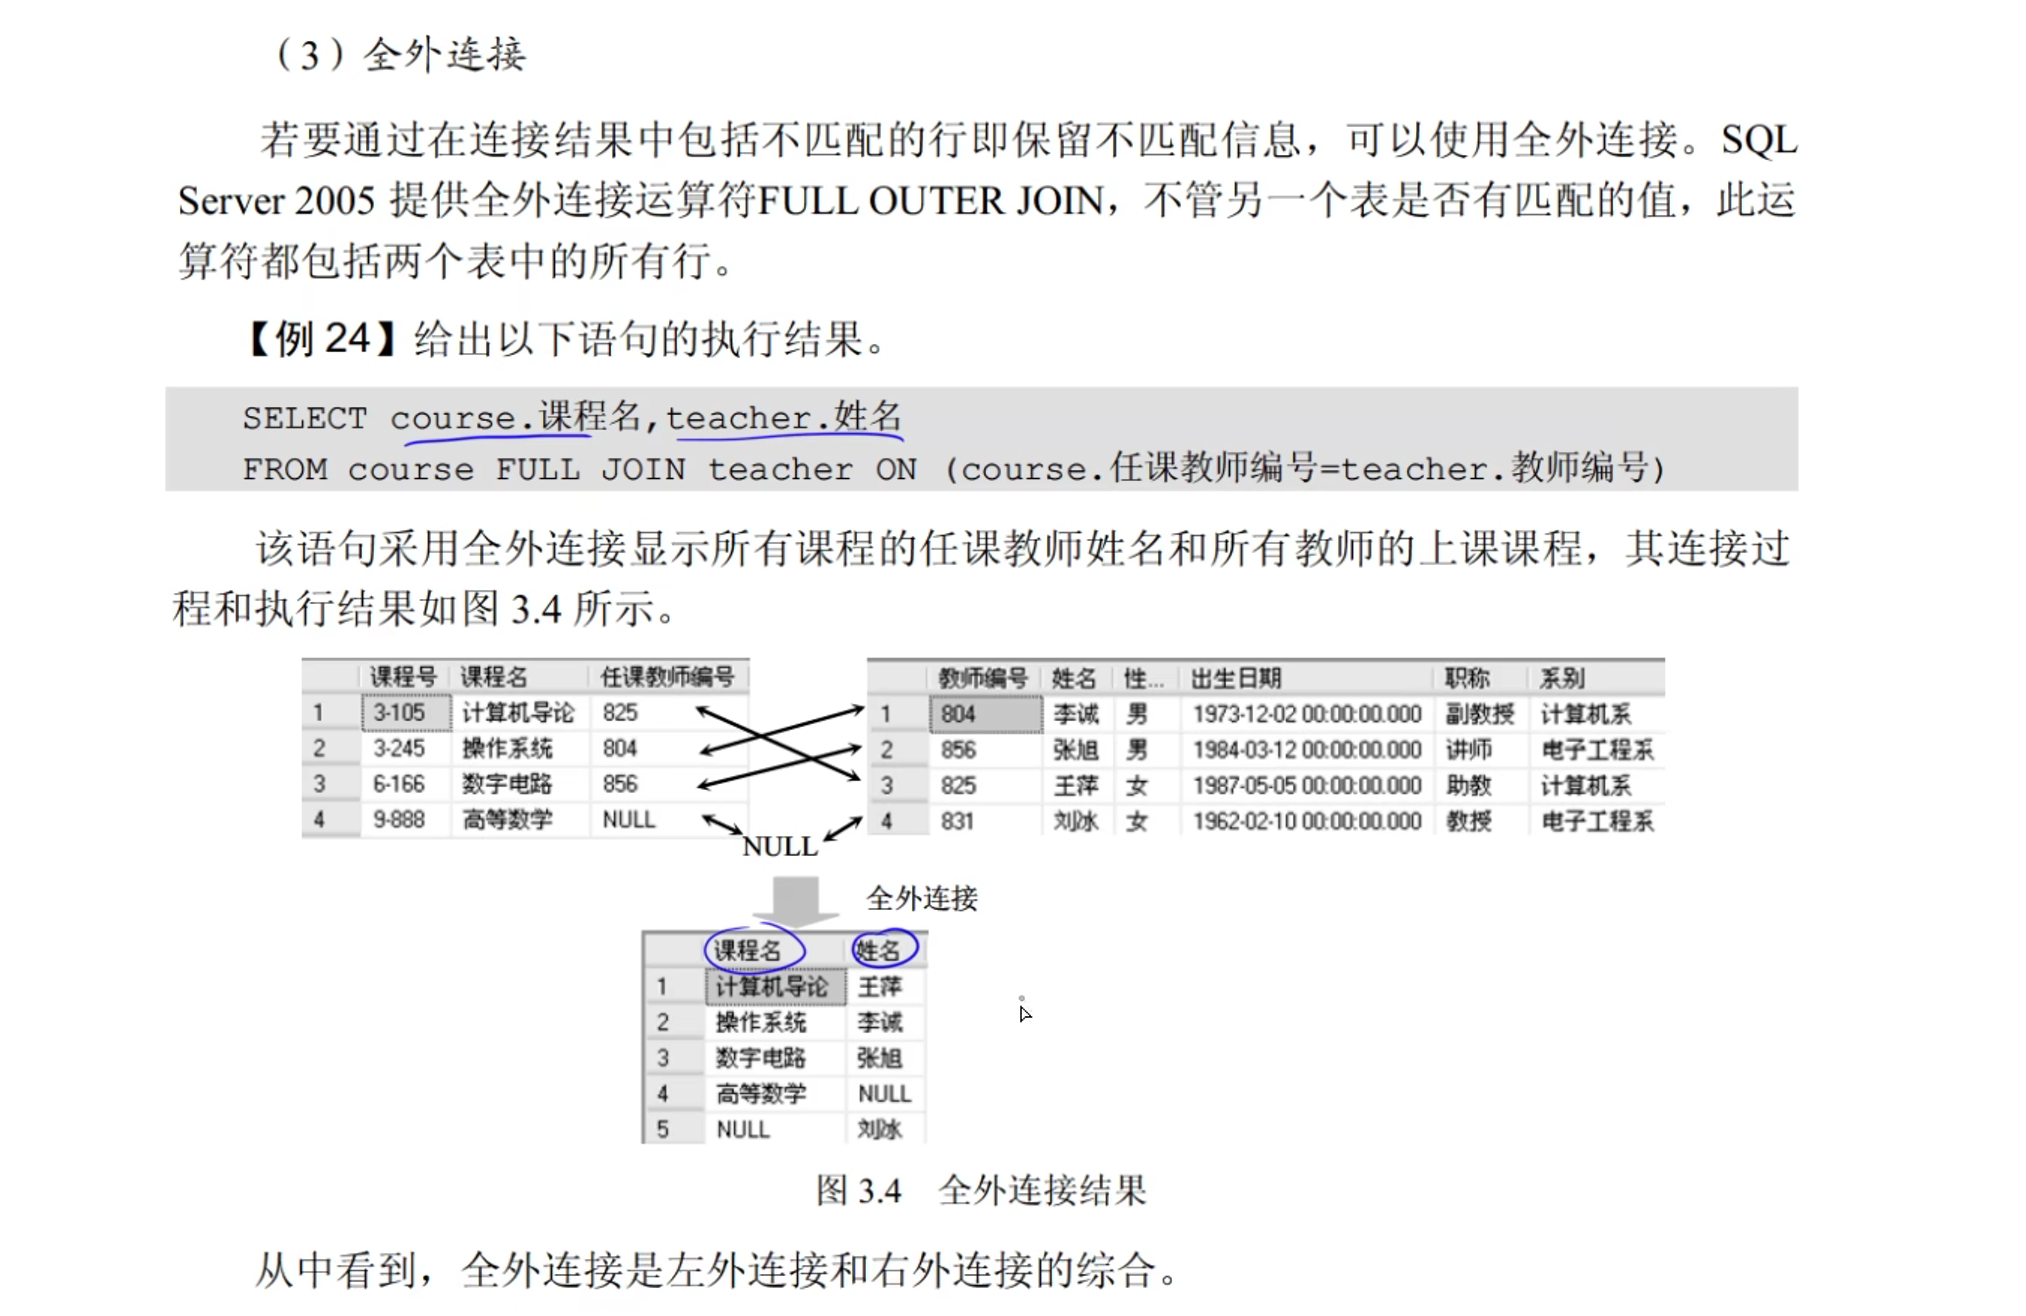 （3）全外连接
若要通过在连接结果中包括不匹配的行即保留不匹配信息，可以使用全外连接。SQL
Server 2005 提供全外连接运算符FULL OUTER JOIN，不管另一个表是否有匹配的值，此运
算符都包括两个表中的所有行。
【例 24】给出以下语句的执行结果。
SELECT course.课程名,teacher.姓名
FROM course FULL JOIN teacher ON (course.任课教师编号=teacher.教师编号)
该语句采用全外连接显示所有课程的任课教师姓名和所有教师的上课课程，其连接过
程和执行结果如图 3.4 所示。
课程号 课程名 任课教师编号
1 3-105 计算机导论 825
2 3-245 操作系统 804
3 6-166 数字电路 856
4 9-888 高等数学 NULL
教师编号 姓名 性... 出生日期 职称 系别
1 804 李诚 男 1973-12-02 00:00:00.000 副教授 计算机系
2 856 张旭 男 1984-03-12 00:00:00.000 讲师 电子工程系
3 825 王萍 女 1987-05-05 00:00:00.000 助教 计算机系
4 831 刘冰 女 1962-02-10 00:00:00.000 教授 电子工程系
NULL
全外连接
课程名 姓名
1 计算机导论 王萍
2 操作系统 李诚
3 数字电路 张旭
4 高等数学 NULL
5 NULL 刘冰
图 3.4 全外连接结果
从中看到，全外连接是左外连接和右外连接的综合。